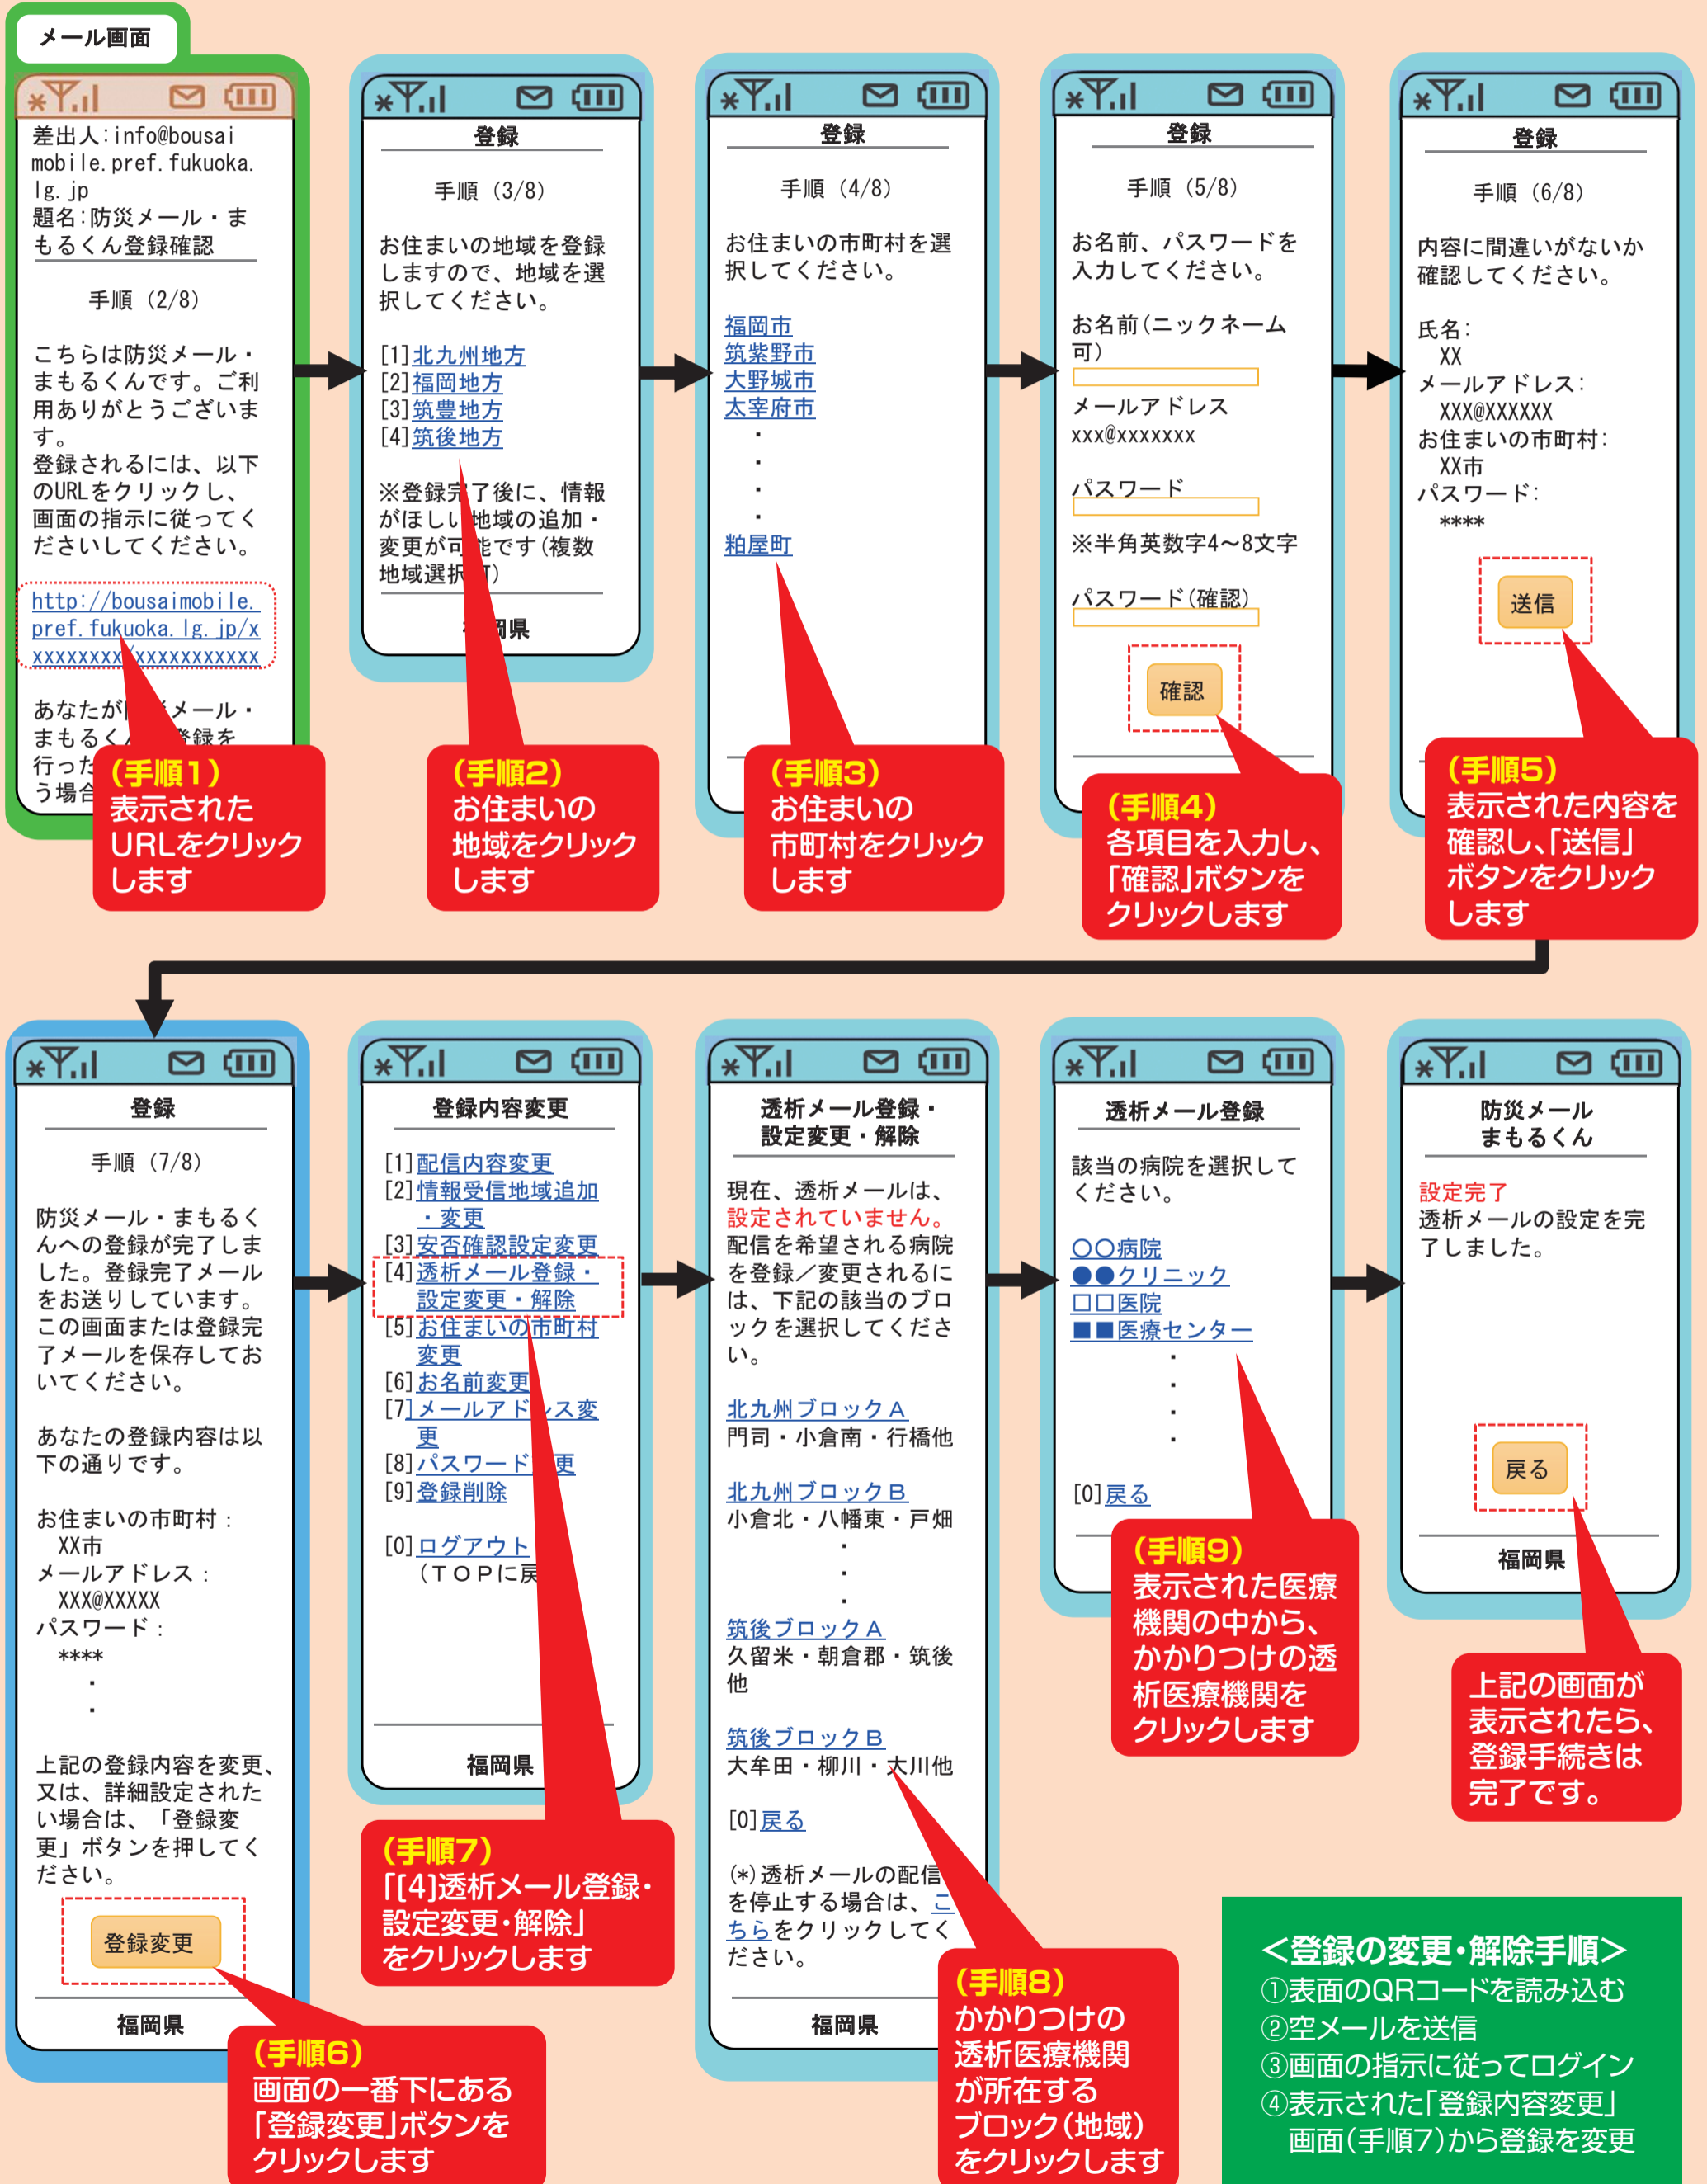 メール画面
差出人:info@bousai
mobile.pref.fukuoka.
lg.jp
題名:防災メール・ま
もるくん登録確認
手順（2/8）
こちらは防災メール・
まもるくんです。ご利
用ありがとうございま
す。
登録されるには、以下
のURLをクリックし、
画面の指示に従ってく
ださいしてください。
http://bousaimobile.
pref.fukuoka.lg.jp/x
xxxxxxxx/xxxxxxxxxxx
あなたが メール・
まもるく 登録を
行った
う場合
（手順1）
表示された
URLをクリック
します
登録
手順（3/8）
お住まいの地域を登録
しますので、地域を選
択してください。
[1]北九州地方
[2]福岡地方
[3]筑豊地方
[4]筑後地方
※登録完了後に、情報
がほしい地域の追加・
変更が可能です(複数
地域選択 )
岡県
（手順2）
お住まいの
地域をクリック
します
登録
手順（4/8）
お住まいの市町村を選
択してください。
福岡市
筑紫野市
大野城市
太宰府市
・
・
・
・
粕屋町
（手順3）
お住まいの
市町村をクリック
します
登録
手順（5/8）
お名前、パスワードを
入力してください。
お名前(ニックネーム
可)
メールアドレス
xxx@xxxxxxx
パスワード
※半角英数字4～8文字
パスワード(確認)
確認
（手順4）
各項目を入力し、
「確認」ボタンを
クリックします
登録
手順（6/8）
内容に間違いがないか
確認してください。
氏名:
XX
メールアドレス:
XXX@XXXXXX
お住まいの市町村:
XX市
パスワード:
****
送信
（手順5）
表示された内容を
確認し、「送信」
ボタンをクリック
します
登録
手順（7/8）
防災メール・まもるく
んへの登録が完了しま
した。登録完了メール
をお送りしています。
この画面または登録完
了メールを保存してお
いてください。
あなたの登録内容は以
下の通りです。
お住まいの市町村：
XX市
メールアドレス：
XXX@XXXXX
パスワード：
****
・
・
上記の登録内容を変更、
又は、詳細設定された
い場合は、「登録変
更」ボタンを押してく
ださい。
登録変更
福岡県
（手順6）
画面の一番下にある
「登録変更」ボタンを
クリックします
登録内容変更
[1]配信内容変更
[2]情報受信地域追加
・変更
[3]安否確認設定変更
[4]透析メール登録・
設定変更・解除
[5]お住まいの市町村
変更
[6]お名前変更
[7]メールアドレス変
更
[8]パスワード 更
[9]登録削除
[0]ログアウト
（ＴＯＰに戻
福岡県
（手順7）
「[4]透析メール登録・
設定変更・解除」
をクリックします
透析メール登録・
設定変更・解除
現在、透析メールは、
設定されていません。
配信を希望される病院
を登録／変更されるに
は、下記の該当のブロ
ックを選択してくださ
い。
北九州ブロックＡ
門司・小倉南・行橋他
北九州ブロックＢ
小倉北・八幡東・戸畑
・
・
・
筑後ブロックＡ
久留米・朝倉郡・筑後
他
筑後ブロックＢ
大牟田・柳川・大川他
[0]戻る
(*)透析メールの配信
を停止する場合は、こ
ちらをクリックしてく
ださい。
福岡県
（手順8）
かかりつけの
透析医療機関
が所在する
ブロック（地域）
をクリックします
透析メール登録
該当の病院を選択して
ください。
〇〇病院
●●クリニック
□□医院
■■医療センター
・
・
・
・
[0]戻る
（手順9）
表示された医療
機関の中から、
かかりつけの透
析医療機関を
クリックします
防災メール
まもるくん
設定完了
透析メールの設定を完
了しました。
戻る
福岡県
上記の画面が
表示されたら、
登録手続きは
完了です。
＜登録の変更・解除手順＞
①表面のQRコードを読み込む
②空メールを送信
③画面の指示に従ってログイン
④表示された「登録内容変更」
画面（手順7）から登録を変更